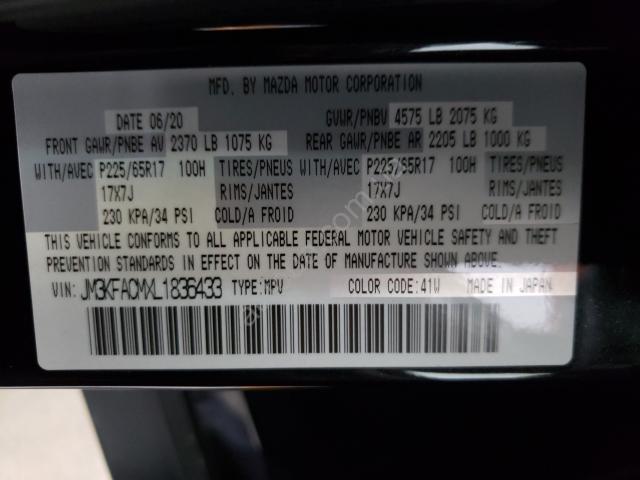 MFD. BY MAZDA MOTOR CORPORATION
DATE 06/20 GVWR/PNBV 4575 LB 2075 KG
FRONT GAWR/PNBE AV 2370 LB 1075 KG REAR GAWR/PNBE AR 2205 LB 1000 KG
WITH/AVEC P225/65R17 100H TIRES/PNEUS P225/65R17 100H TIRES/PNEUS
17X7J RIMS/JANTES 17X7J RIMS/JANTES
230 KPA/34 PSI COLD/A FROID 230 KPA/34 PSI COLD/A FROID
THIS VEHICLE CONFORMS TO ALL APPLICABLE FEDERAL MOTOR VEHICLE SAFETY AND THEFT
PREVENTION STANDARDS IN EFFECT ON THE DATE OF MANUFACTURE SHOWN ABOVE.
VIN: JM3KFACMXL1836433 TYPE: MPV COLOR CODE: 41W MADE IN JAPAN